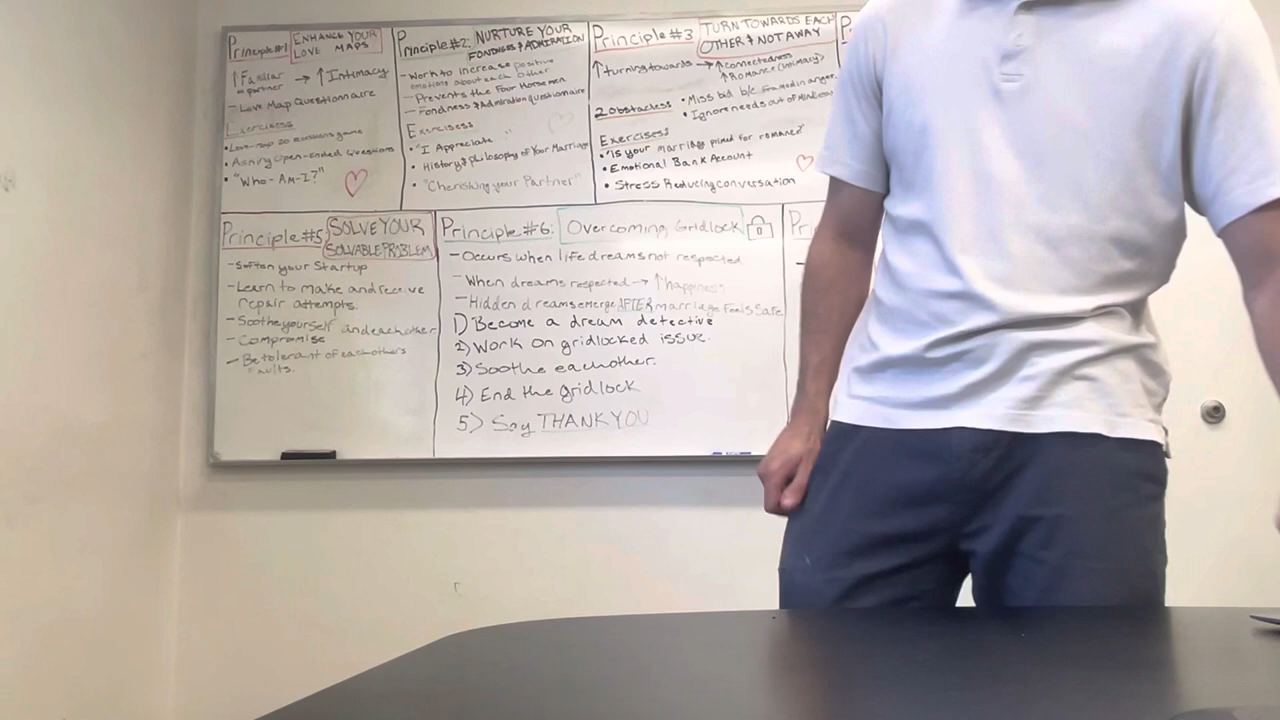 Principle #1 ENHANCE YOUR
LOVE MAPS
↑ Familiar → ↑ Intimacy
w partner
- Love Map Questionnaire
Exercises
• Love map 20 questions game
• Asking Open-Ended Questions
• "Who-Am-I?"
Principle #2: NURTURE YOUR
FONDNESS & ADMIRATION
- Work to increase positive
emotions about each other
- Prevents the Four Horsemen
- Fondness & Admiration questionnaire
Exercises
• "I Appreciate..."
• History & Philosophy of Your Marriage
• "Cherishing your Partner"
Principle #3 TURN TOWARDS EACH
OTHER & NOT AWAY
↑ turning towards → ↑ connectedness
↑ Romance (intimacy)
2 Obstacless • Miss bid b/c framed in anger
• Ignore needs out of
Exercises
• "Is your marriage primed for romance"
• Emotional Bank Account
• Stress Reducing conversation
P
Principle #5 SOLVE YOUR
SOLVABLE PROBLEM
- Soften your Startup
- Learn to make and receive
repair attempts.
- Soothe yourself and each other
- Compromise
- Be tolerant of each others
faults.
Principle #6: Overcoming Gridlock
- Occurs when life dreams not respected
- When dreams respected → ↑ happiness
- Hidden dreams emerge AFTER marriage feels safe
1) Become a dream detective
2) Work on gridlocked issue.
3) Soothe eachother.
4) End the gridlock
5) Say THANK YOU
Pri